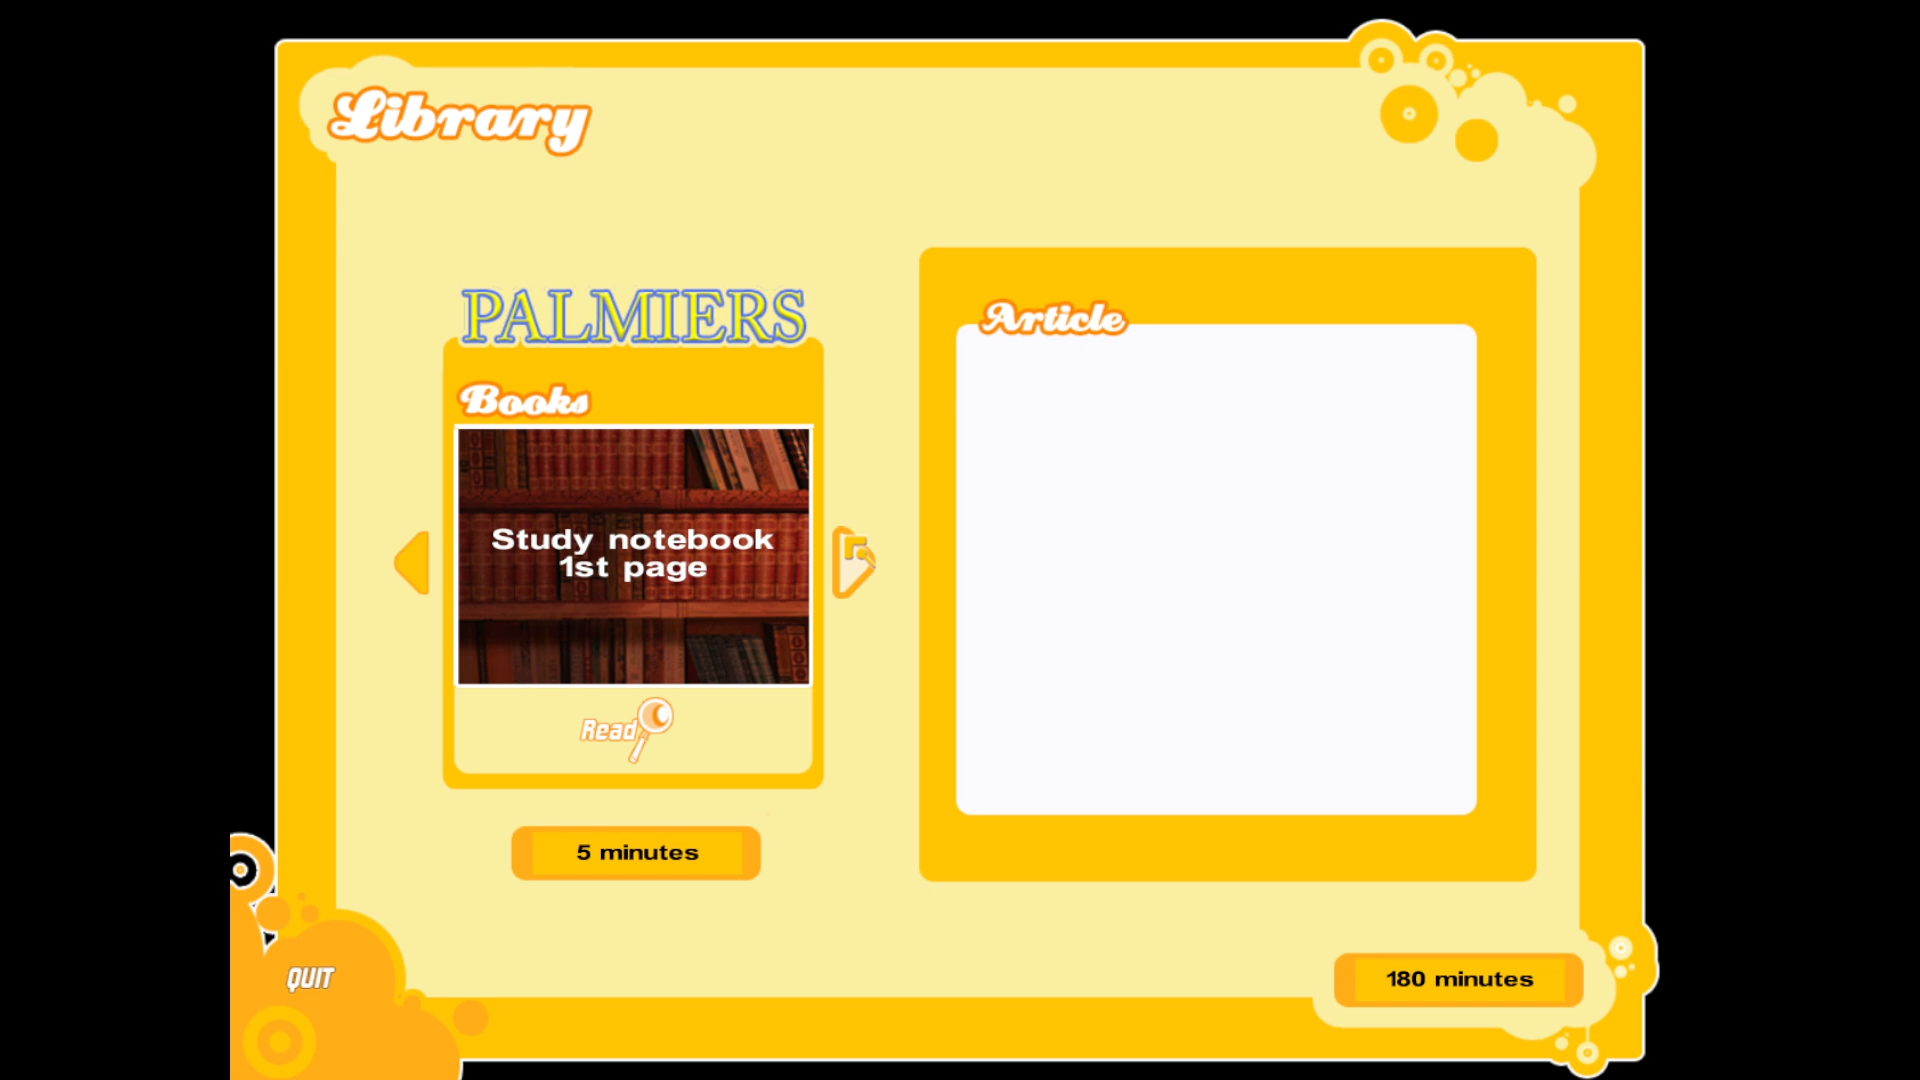 Library
PALMIERS
Books
Study notebook
1st page
Read
5 minutes
Article
QUIT
180 minutes